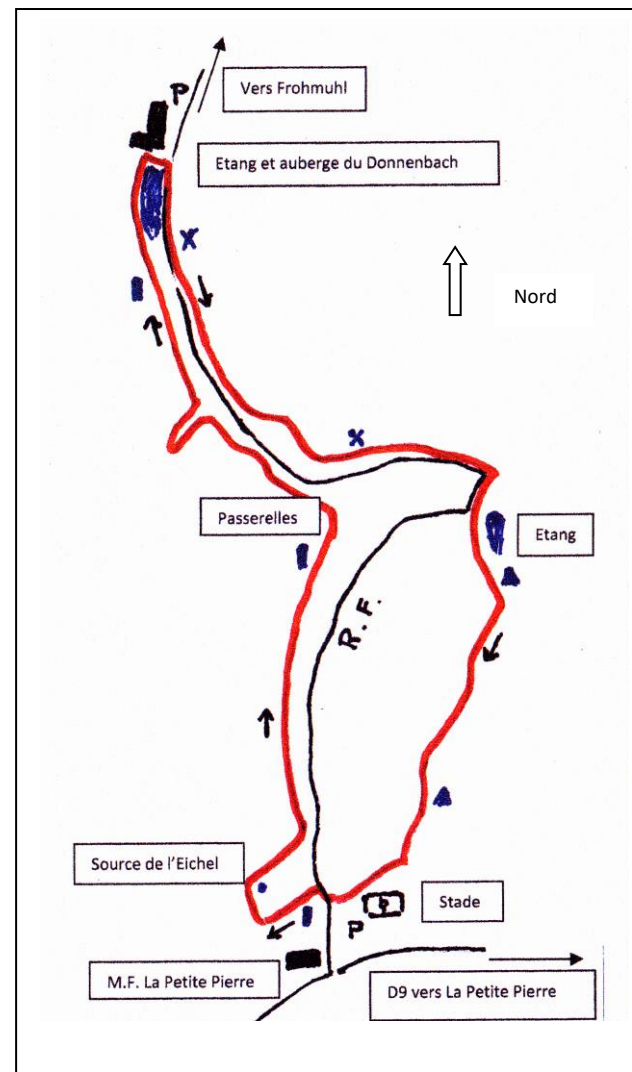 P
Vers Frohmuhl
Etang et auberge du Donnenbach
X
Nord
X
Passerelles
Etang
R.F.
Source de l'Eichel
Stade
P
M.F. La Petite Pierre
D9 vers La Petite Pierre